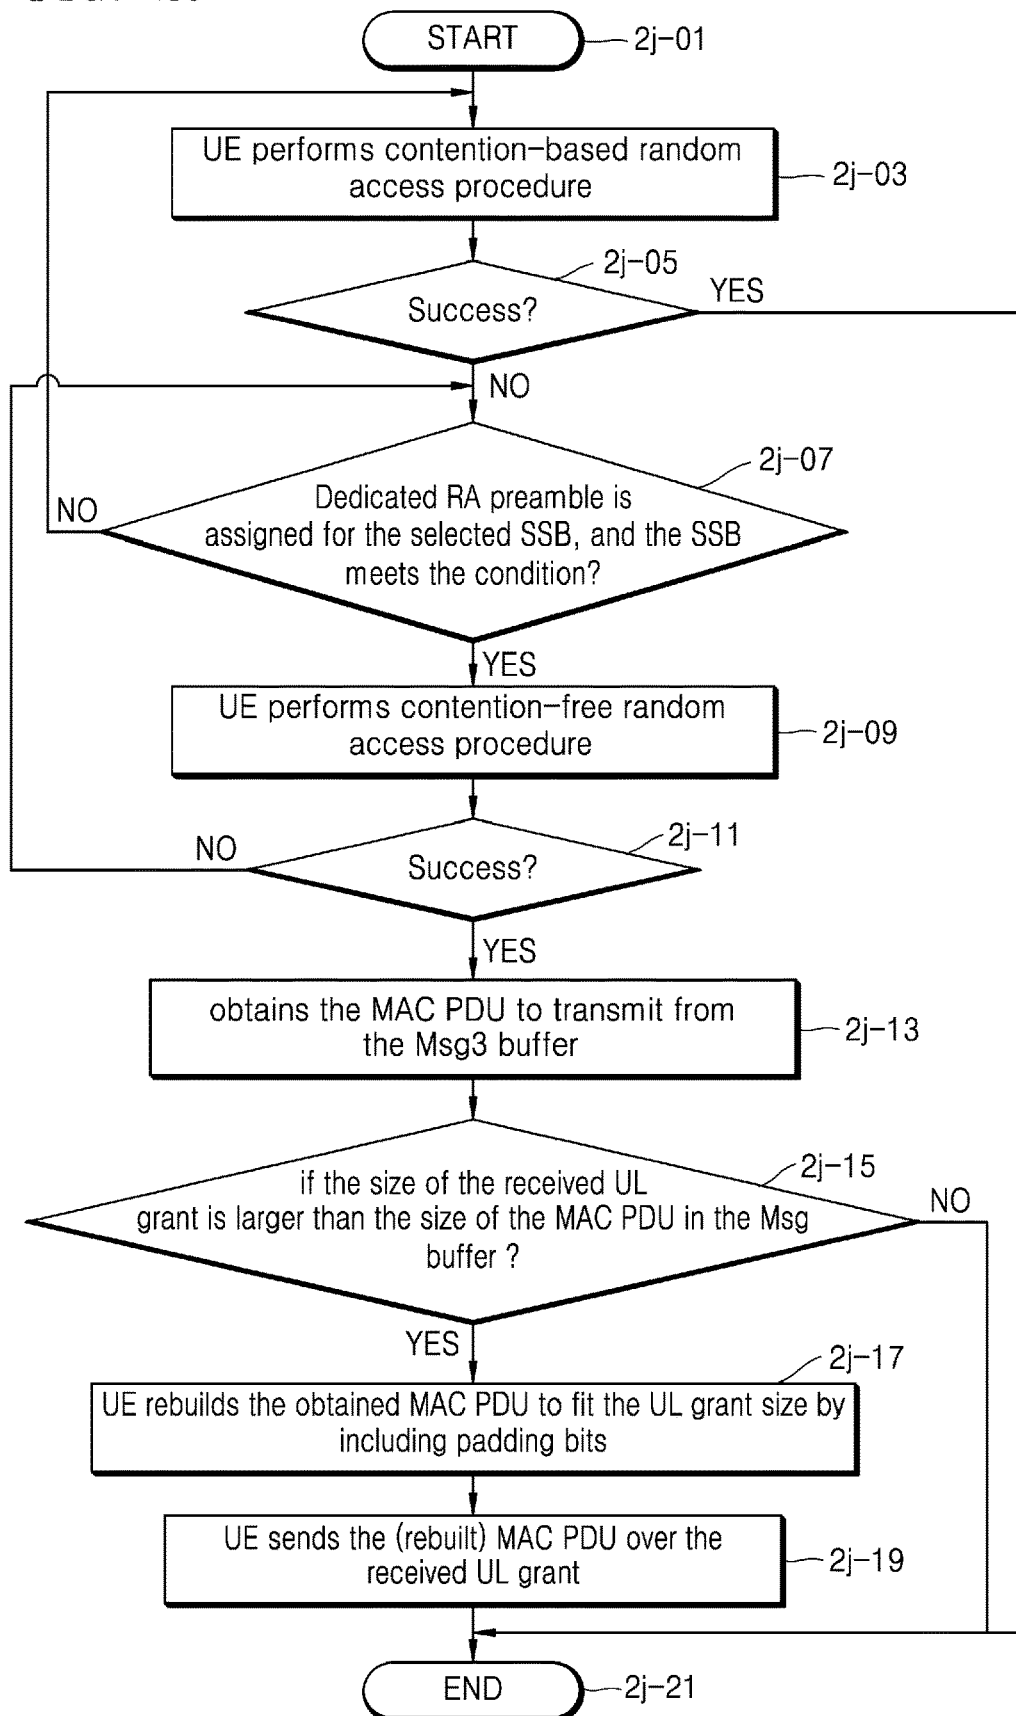 START
2j-01
UE performs contention-based random
access procedure
2j-03
2j-05
Success?
YES
NO
2j-07
Dedicated RA preamble is
assigned for the selected SSB, and the SSB
meets the condition?
NO
YES
UE performs contention-free random
access procedure
2j-09
2j-11
NO
Success?
YES
obtains the MAC PDU to transmit from
the Msg3 buffer
2j-13
2j-15
if the size of the received UL
grant is larger than the size of the MAC PDU in the Msg
buffer ?
NO
YES
2j-17
UE rebuilds the obtained MAC PDU to fit the UL grant size by
including padding bits
UE sends the (rebuilt) MAC PDU over the
received UL grant
2j-19
END
2j-21